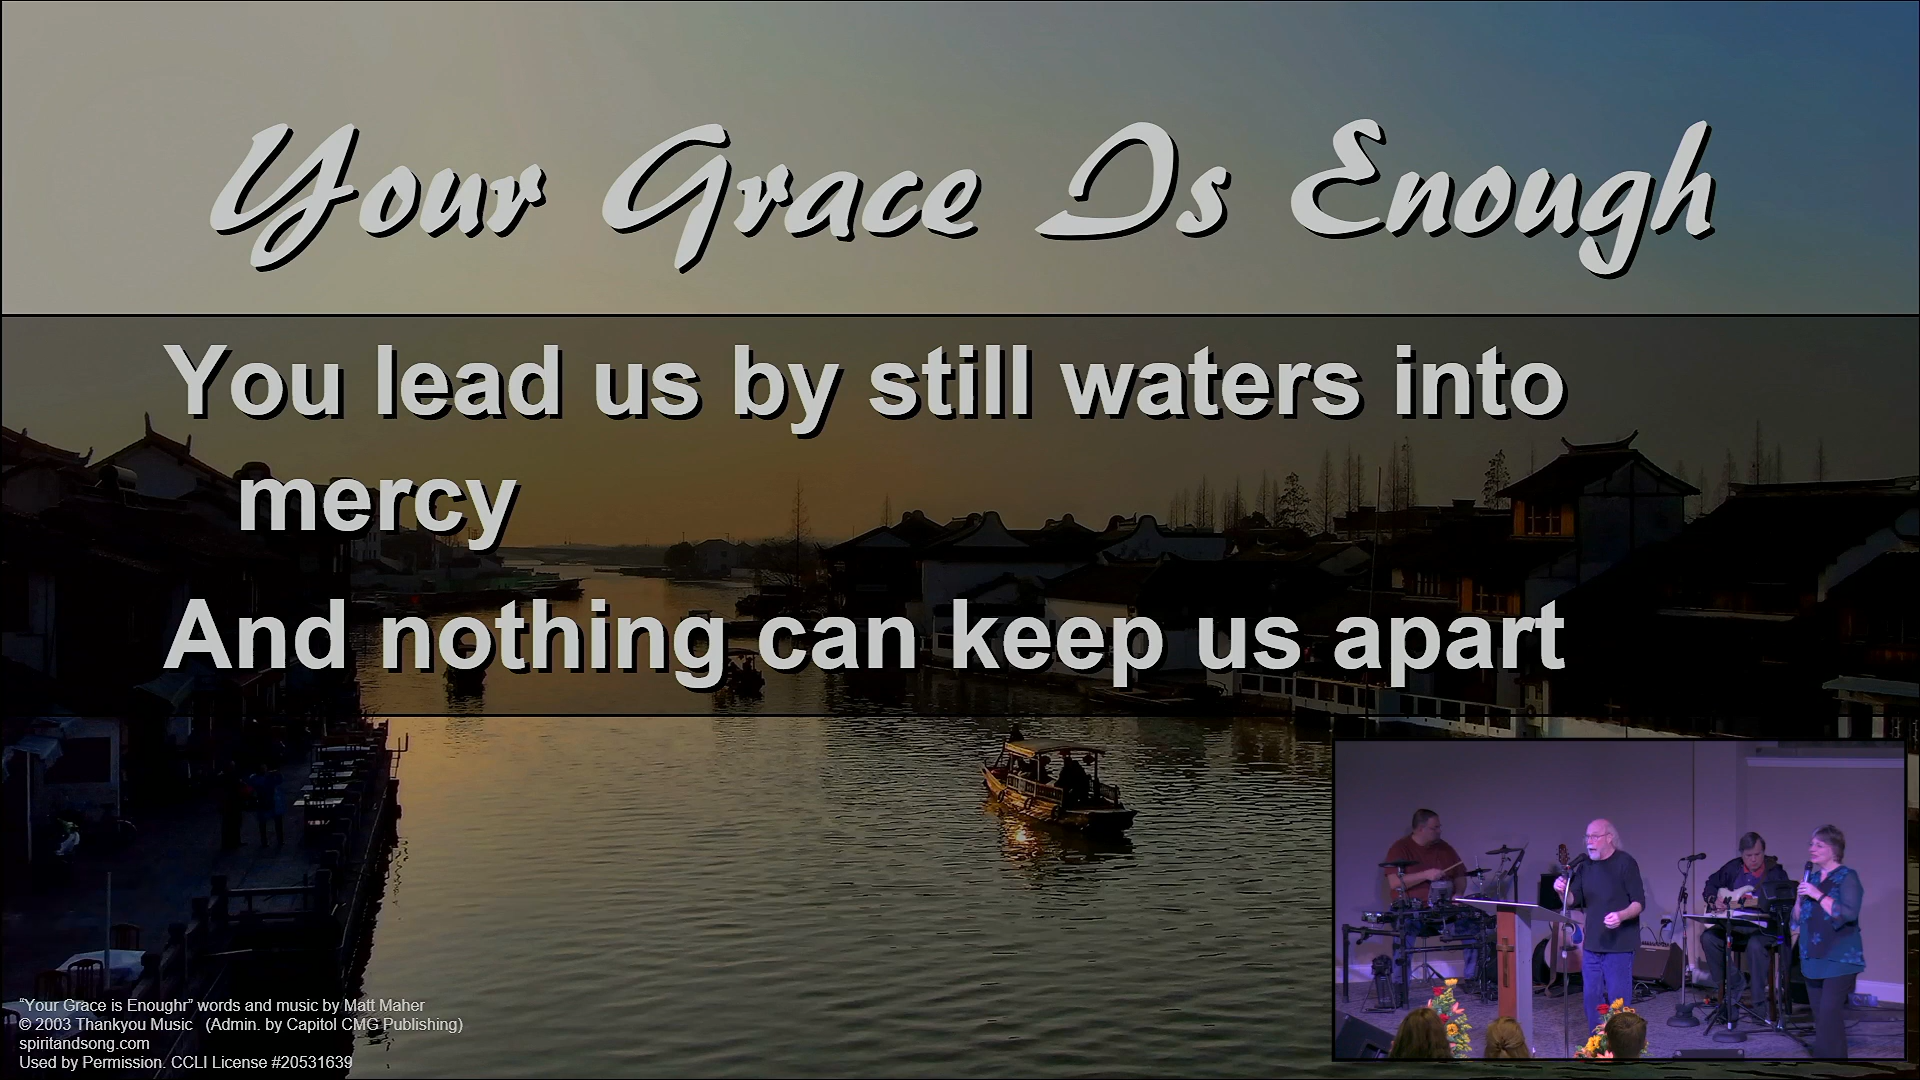 Your Grace Is Enough
You lead us by still waters into
mercy
And nothing can keep us apart
“Your Grace is Enoughr” words and music by Matt Maher
© 2003 Thankyou Music (Admin. by Capitol CMG Publishing)
spiritandsong.com
Used by Permission. CCLI License #20531639